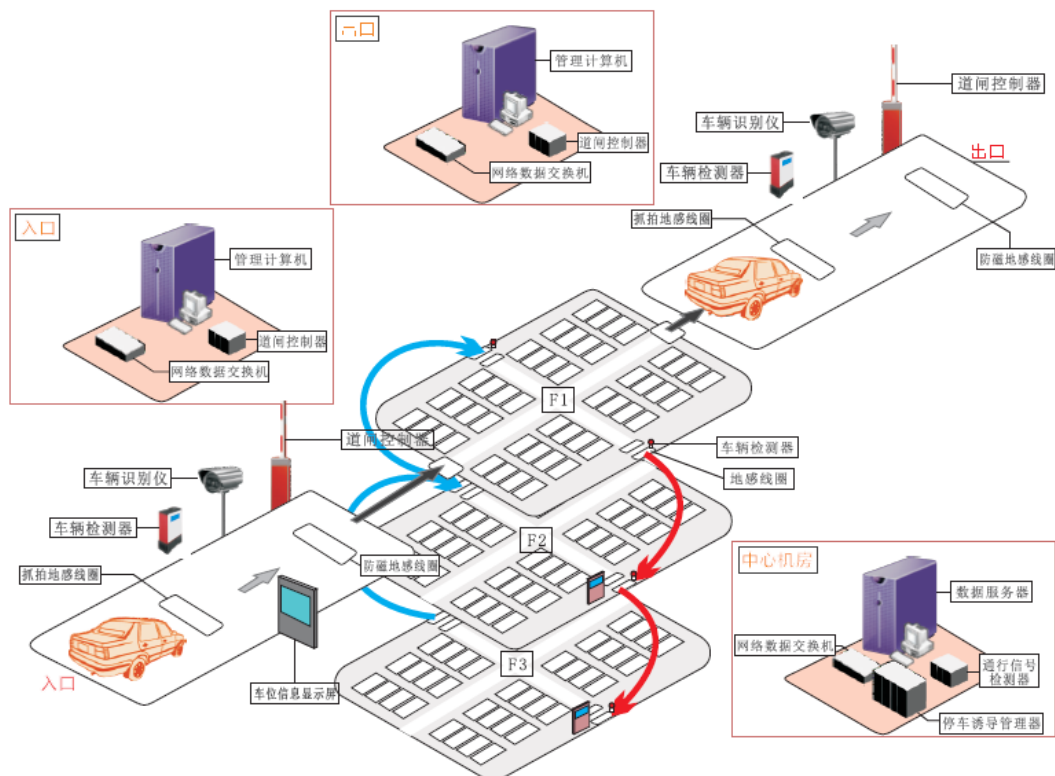 出口
管理计算机
道闸控制器
网络数据交换机
道闸控制器
车辆识别仪
出口
车辆检测器
抓拍地感线圈
防磁地感线圈
入口
管理计算机
道闸控制器
网络数据交换机
F1
道闸控制器
车辆检测器
车辆识别仪
地感线圈
车辆检测器
F2
防磁地感线圈
抓拍地感线圈
中心机房
数据服务器
网络数据交换机
通行信号
检测器
F3
入口
车位信息显示屏
停车诱导管理器